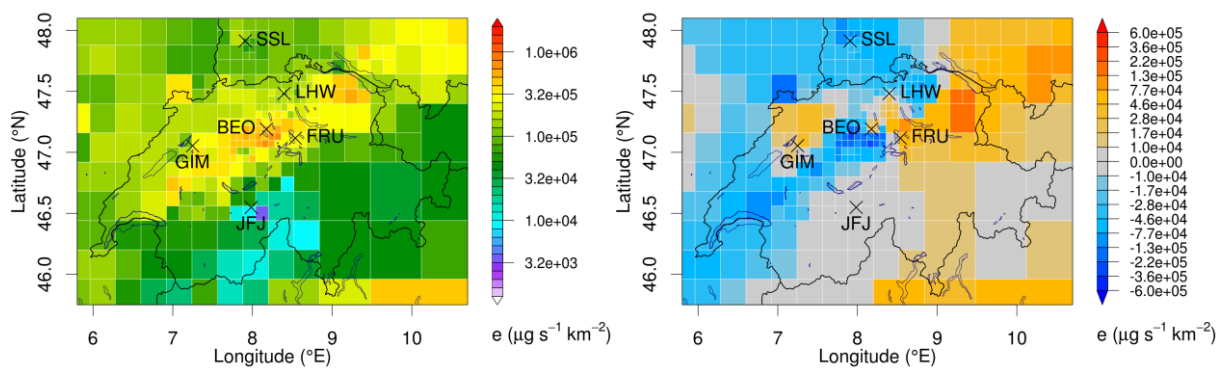 48.0
47.5
47.0
46.5
46.0
Latitude (°N)
6 7 8 9 10
Longitude (°E)
SSL
LHW
BEO
FRU
GIM
JFJ
1.0e+06
3.2e+05
1.0e+05
3.2e+04
1.0e+04
3.2e+03
e (μg s⁻¹ km⁻²)
48.0
47.5
47.0
46.5
46.0
Latitude (°N)
6 7 8 9 10
Longitude (°E)
SSL
LHW
BEO
FRU
GIM
JFJ
6.0e+05
3.6e+05
2.2e+05
1.3e+05
7.7e+04
4.6e+04
2.8e+04
1.7e+04
1.0e+04
0.0e+00
-1.0e+04
-1.7e+04
-2.8e+04
-4.6e+04
-7.7e+04
-1.3e+05
-2.2e+05
-3.6e+05
-6.0e+05
e (μg s⁻¹ km⁻²)